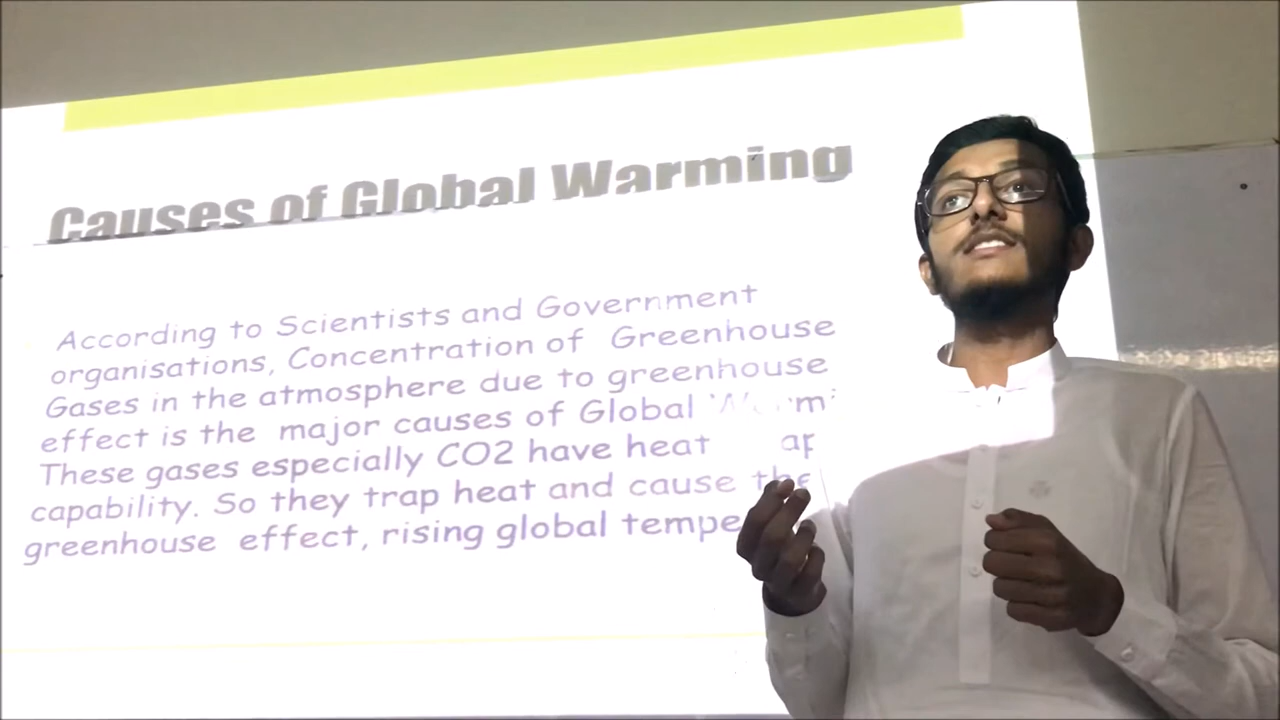 Causes of Global Warming
According to Scientists and Government
organisations, Concentration of Greenhouse
Gases in the atmosphere due to greenhouse
effect is the major causes of Global
These gases especially CO2 have heat
capability. So they trap heat and cause the
greenhouse effect, rising global